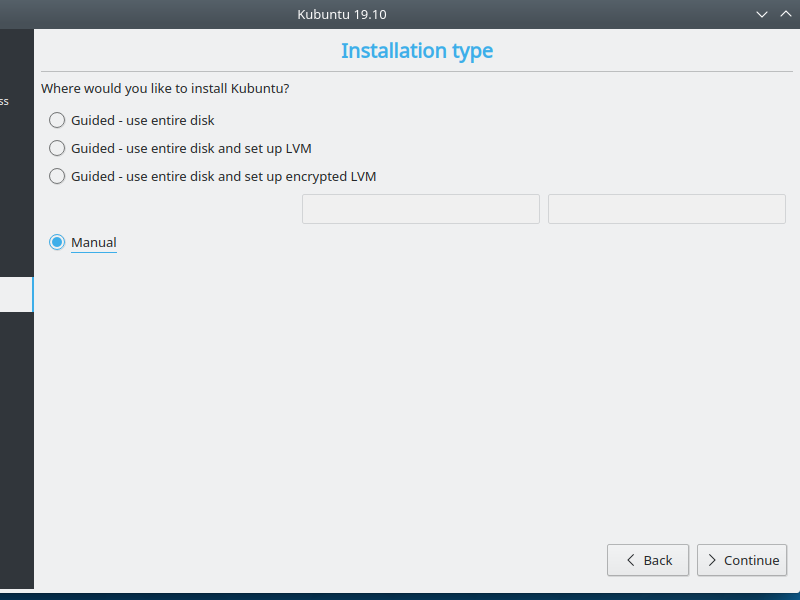 Kubuntu 19.10
Installation type
Where would you like to install Kubuntu?
ss
Guided - use entire disk
Guided - use entire disk and set up LVM
Guided - use entire disk and set up encrypted LVM
Manual
Back
Continue